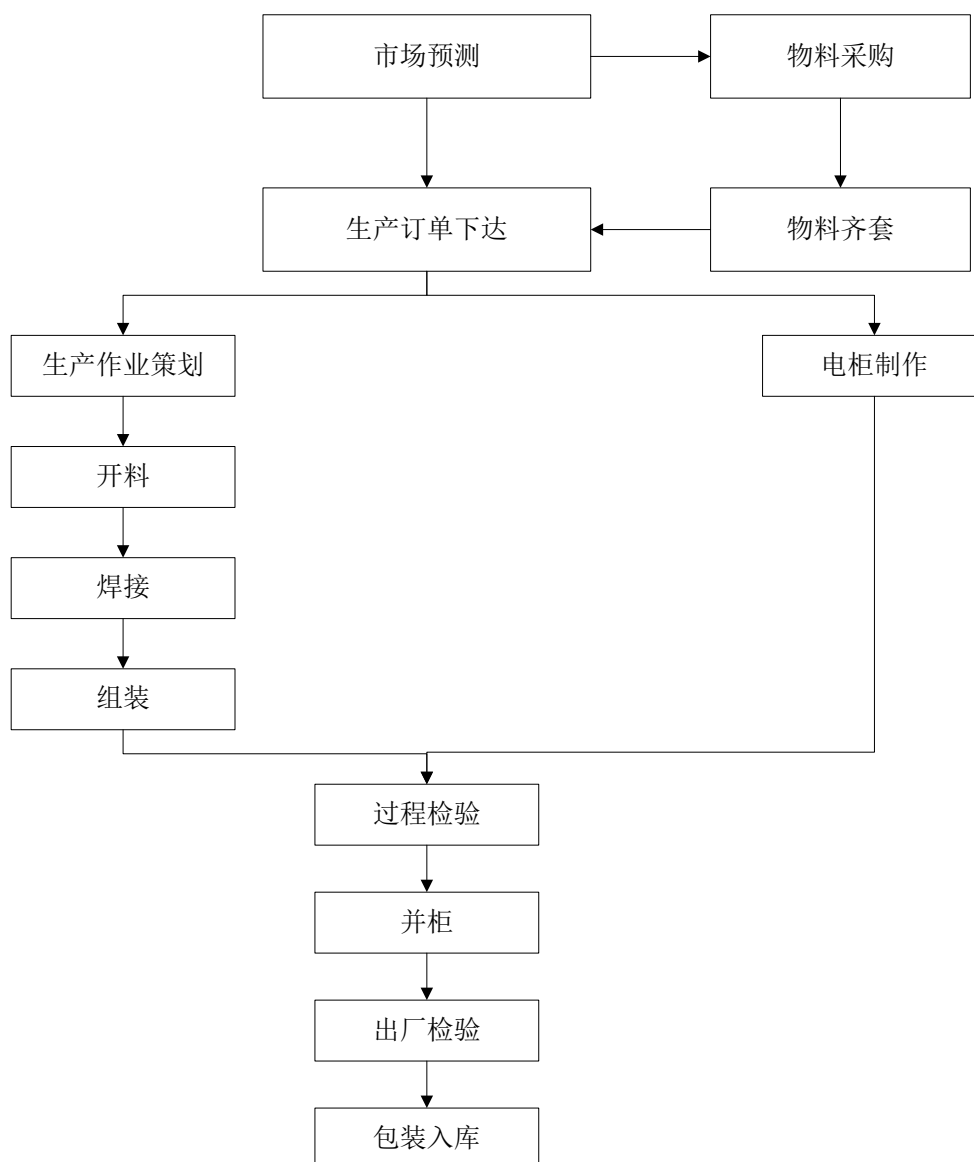 市场预测
物料采购
生产订单下达
物料齐套
生产作业策划
电柜制作
开料
焊接
组装
过程检验
并柜
出厂检验
包装入库